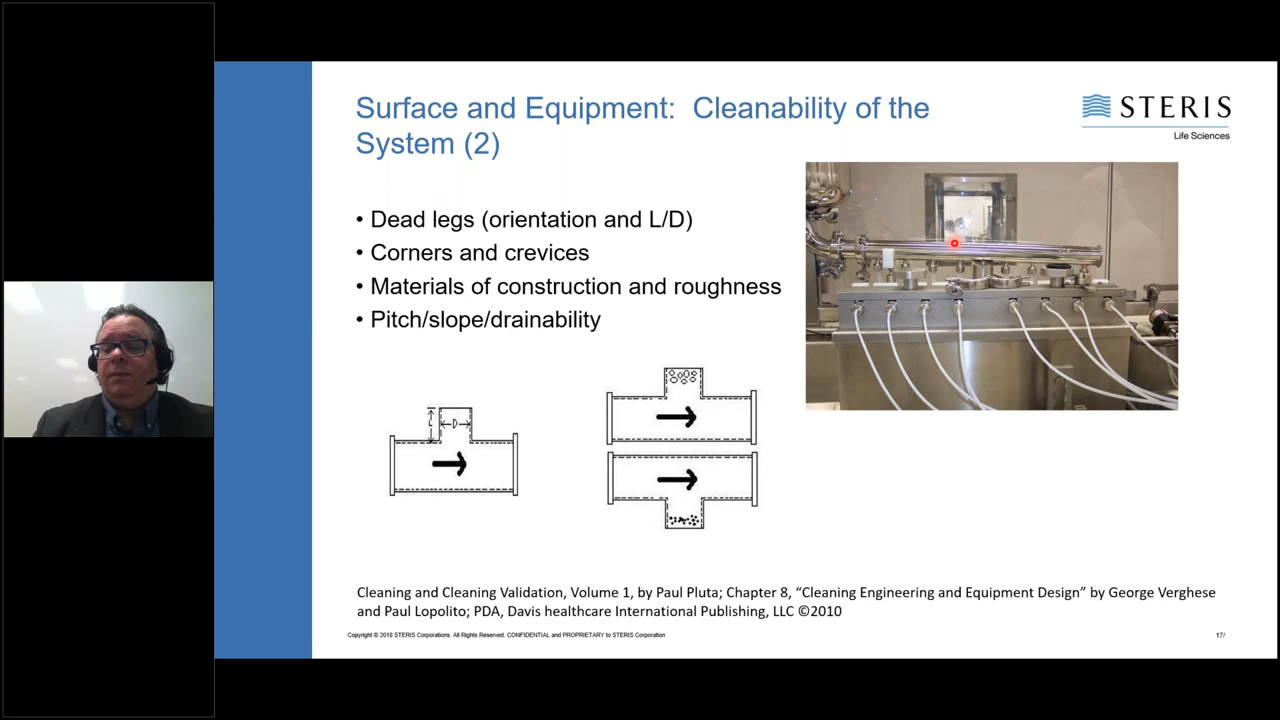 Surface and Equipment: Cleanability of the
System (2)
STERIS
Life Sciences
• Dead legs (orientation and L/D)
• Corners and crevices
• Materials of construction and roughness
• Pitch/slope/drainability
L
D
Cleaning and Cleaning Validation, Volume 1, by Paul Pluta; Chapter 8, “Cleaning Engineering and Equipment Design” by George Verghese
and Paul Lopolito; PDA, Davis healthcare International Publishing, LLC ©2010
Copyright © 2018 STERIS Corporations. All Rights Reserved. CONFIDENTIAL and PROPRIETARY to STERIS Corporation
17/